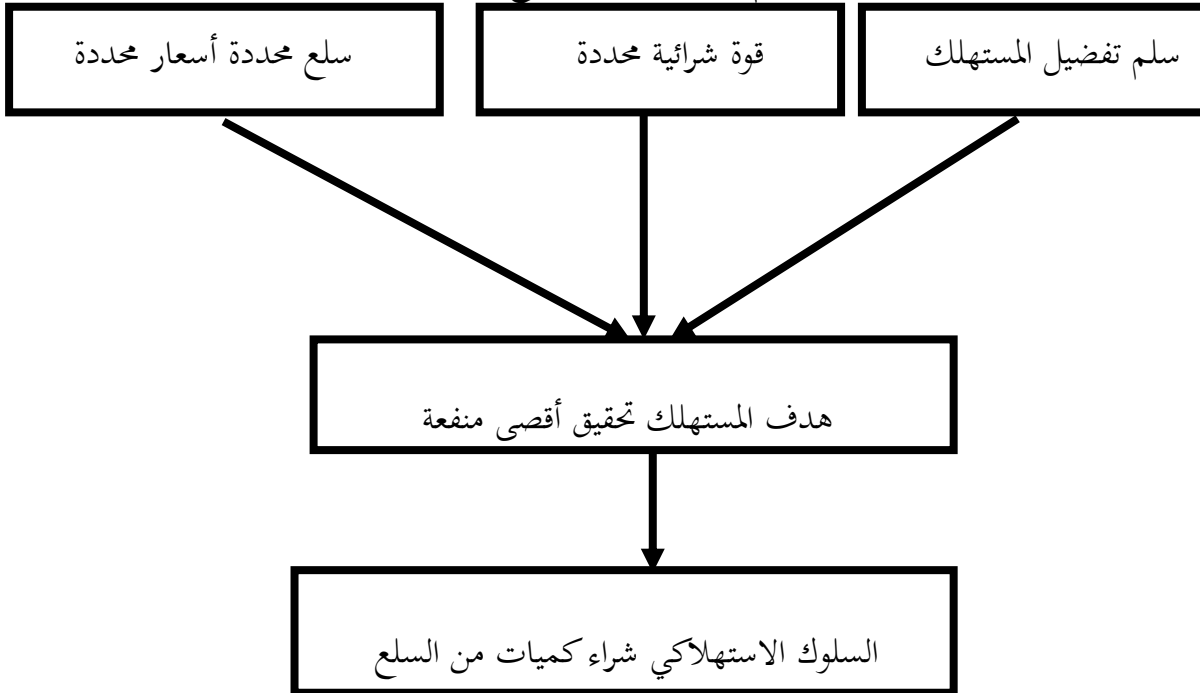 سلم تفضيل المستهلك
قوة شرائية محددة
سلع محددة أسعار محددة
هدف المستهلك تحقيق أقصى منفعة
السلوك الاستهلاكي شراء كميات من السلع